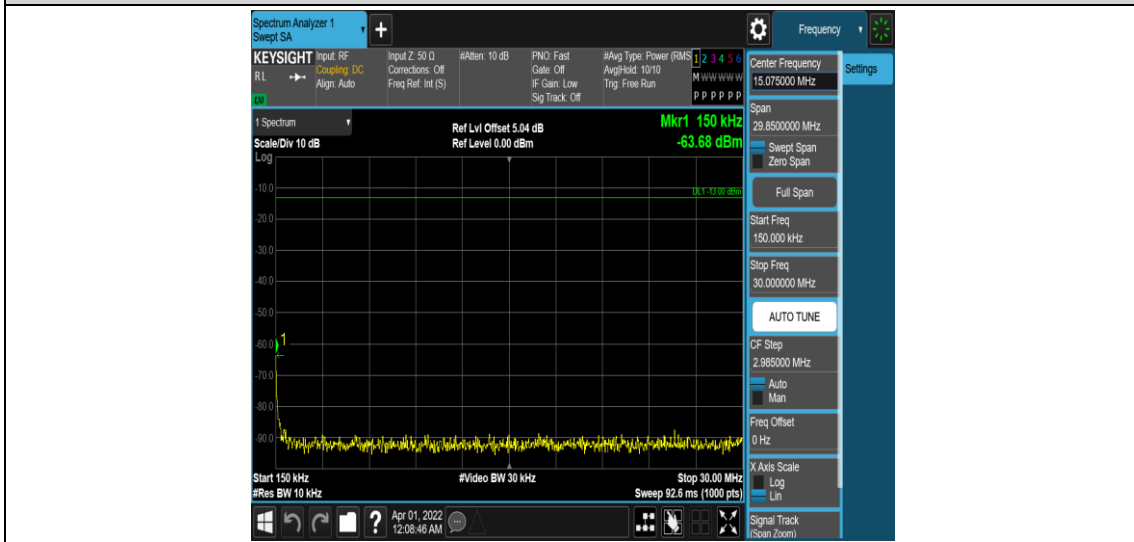 Spectrum Analyzer 1
Swept SA
+
Frequency
KEYSIGHT
RL
Input: RF
Coupling: DC
Align: Auto
Input Z: 50 Ω
Corrections: Off
Freq Ref: Int (S)
#Atten: 10 dB
PNO: Fast
Gate: Off
IF Gain: Low
Sig Track: Off
#Avg Type: Power (RMS
Avg|Hold: 10/10
Trig: Free Run
1 2 3 4 5 6
M W W W W W
P P P P P P
Center Frequency
15.075000 MHz
Settings
Span
29.8500000 MHz
Swept Span
Zero Span
Full Span
Start Freq
150.000 kHz
Stop Freq
30.000000 MHz
AUTO TUNE
CF Step
2.985000 MHz
Auto
Man
Freq Offset
0 Hz
X Axis Scale
Log
Lin
Signal Track
(Span Zoom)
1 Spectrum
Scale/Div 10 dB
Log
Ref Lvl Offset 5.04 dB
Ref Level 0.00 dBm
Mkr1 150 kHz
-63.68 dBm
DL1 -13.00 dBm
-10.0
-20.0
-30.0
-40.0
-50.0
-60.0
1
-70.0
-80.0
-90.0
Start 150 kHz
#Res BW 10 kHz
#Video BW 30 kHz
Stop 30.00 MHz
Sweep 92.6 ms (1000 pts)
?
Apr 01, 2022
12:08:46 AM